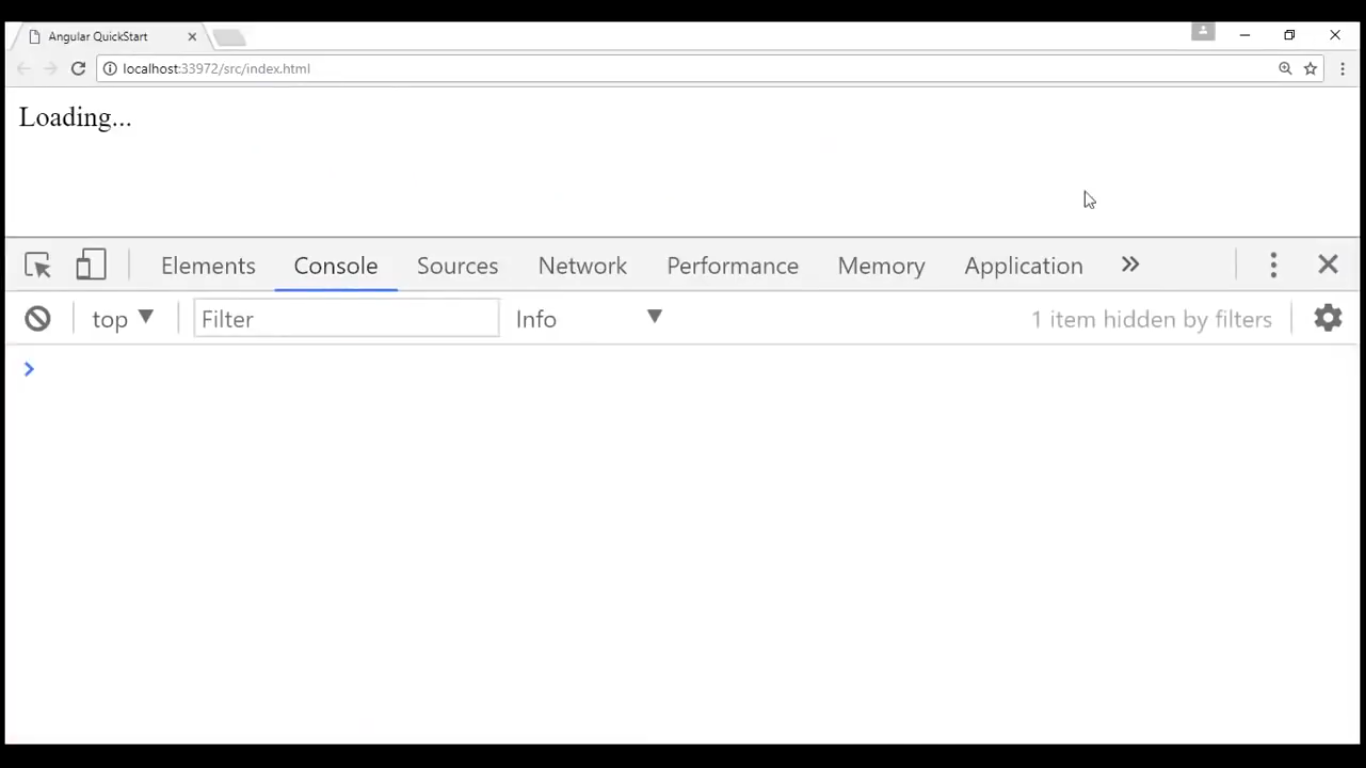 Angular QuickStart
localhost:33972/src/index.html
Loading...
Elements Console Sources Network Performance Memory Application
top Filter Info 1 item hidden by filters